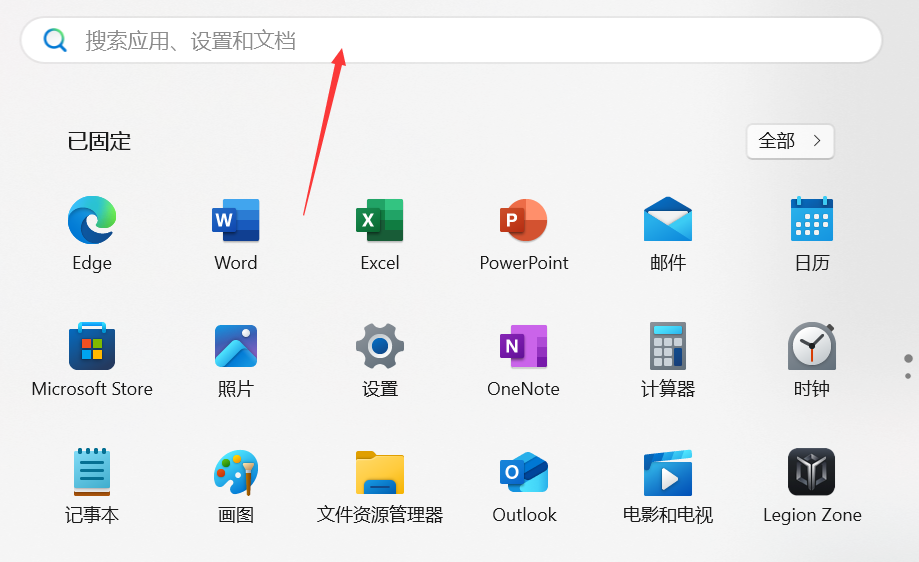 搜索应用、设置和文档
已固定
全部
Edge
Word
Excel
PowerPoint
邮件
日历
Microsoft Store
照片
设置
OneNote
计算器
时钟
记事本
画图
文件资源管理器
Outlook
电影和电视
Legion Zone